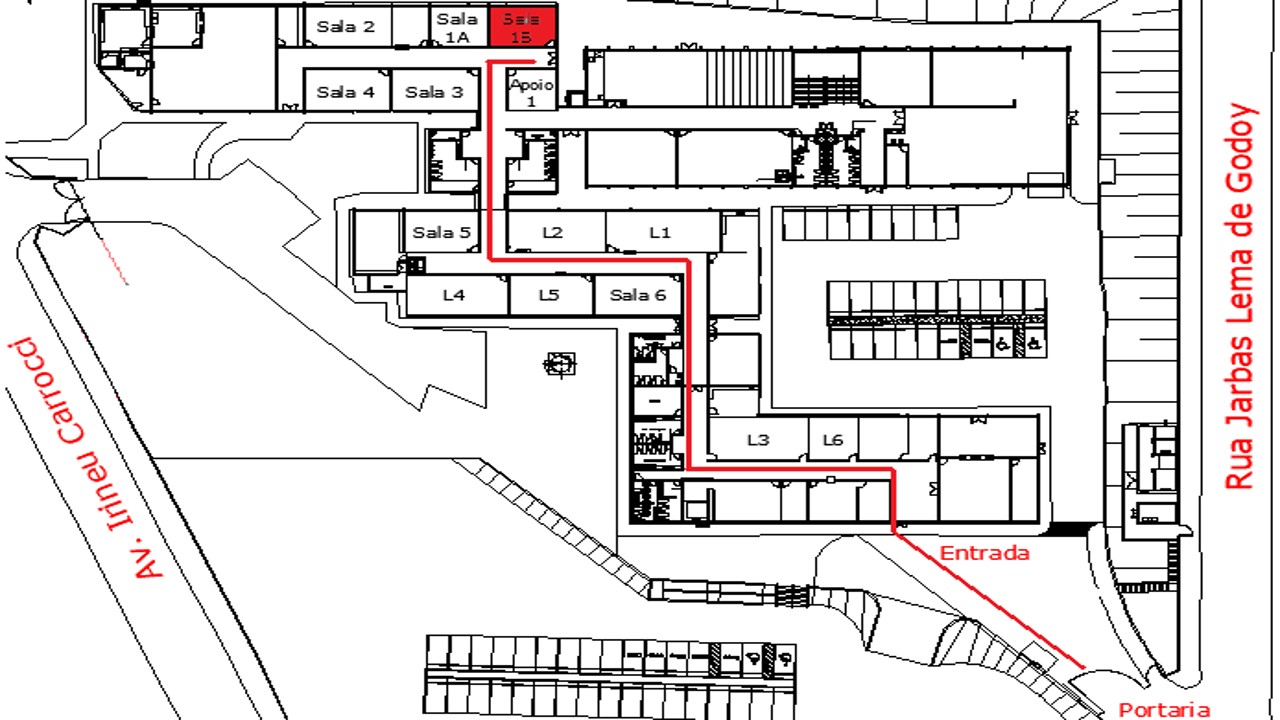 Sala 2
Sala
1A
Sala
1B
Sala 4
Sala 3
Apoio
1
Sala 5
L2
L1
L4
L5
Sala 6
L3
L6
Entrada
Portaria
Av. Irineu Carrocci
Rua Jarbas Lema de Godoy